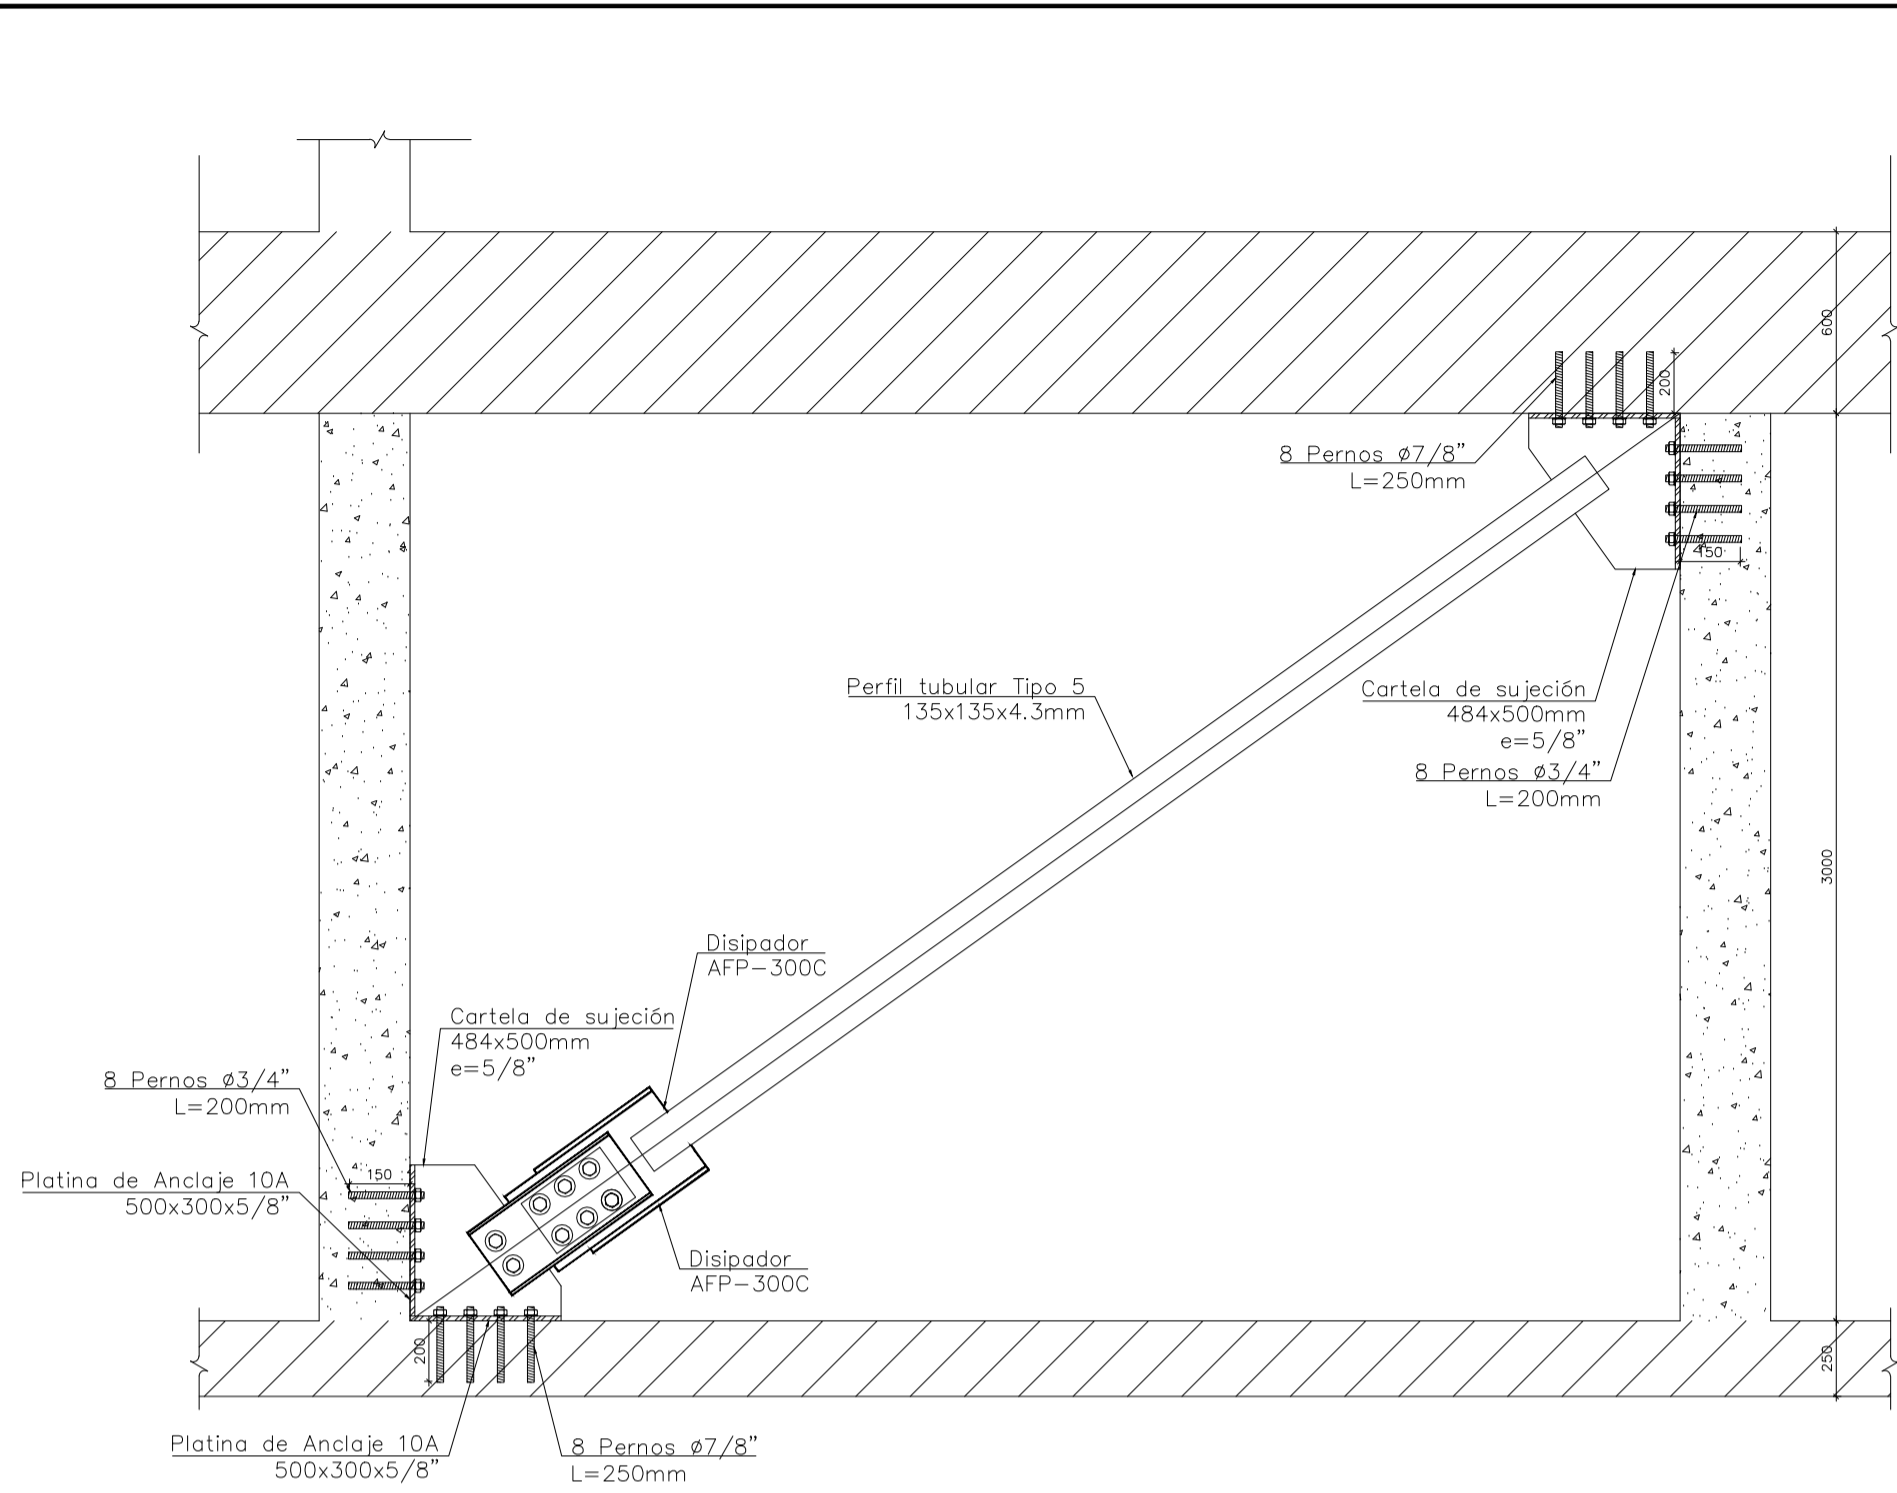 600
200
8 Pernos ø7/8"
L=250mm
150
Perfil tubular Tipo 5
135x135x4.3mm
Cartela de sujeción
484x500mm
e=5/8"
8 Pernos ø3/4"
L=200mm
3000
Disipador
AFP-300C
Cartela de sujeción
484x500mm
e=5/8"
8 Pernos ø3/4"
L=200mm
150
Platina de Anclaje 10A
500x300x5/8"
Disipador
AFP-300C
200
250
Platina de Anclaje 10A
500x300x5/8"
8 Pernos ø7/8"
L=250mm